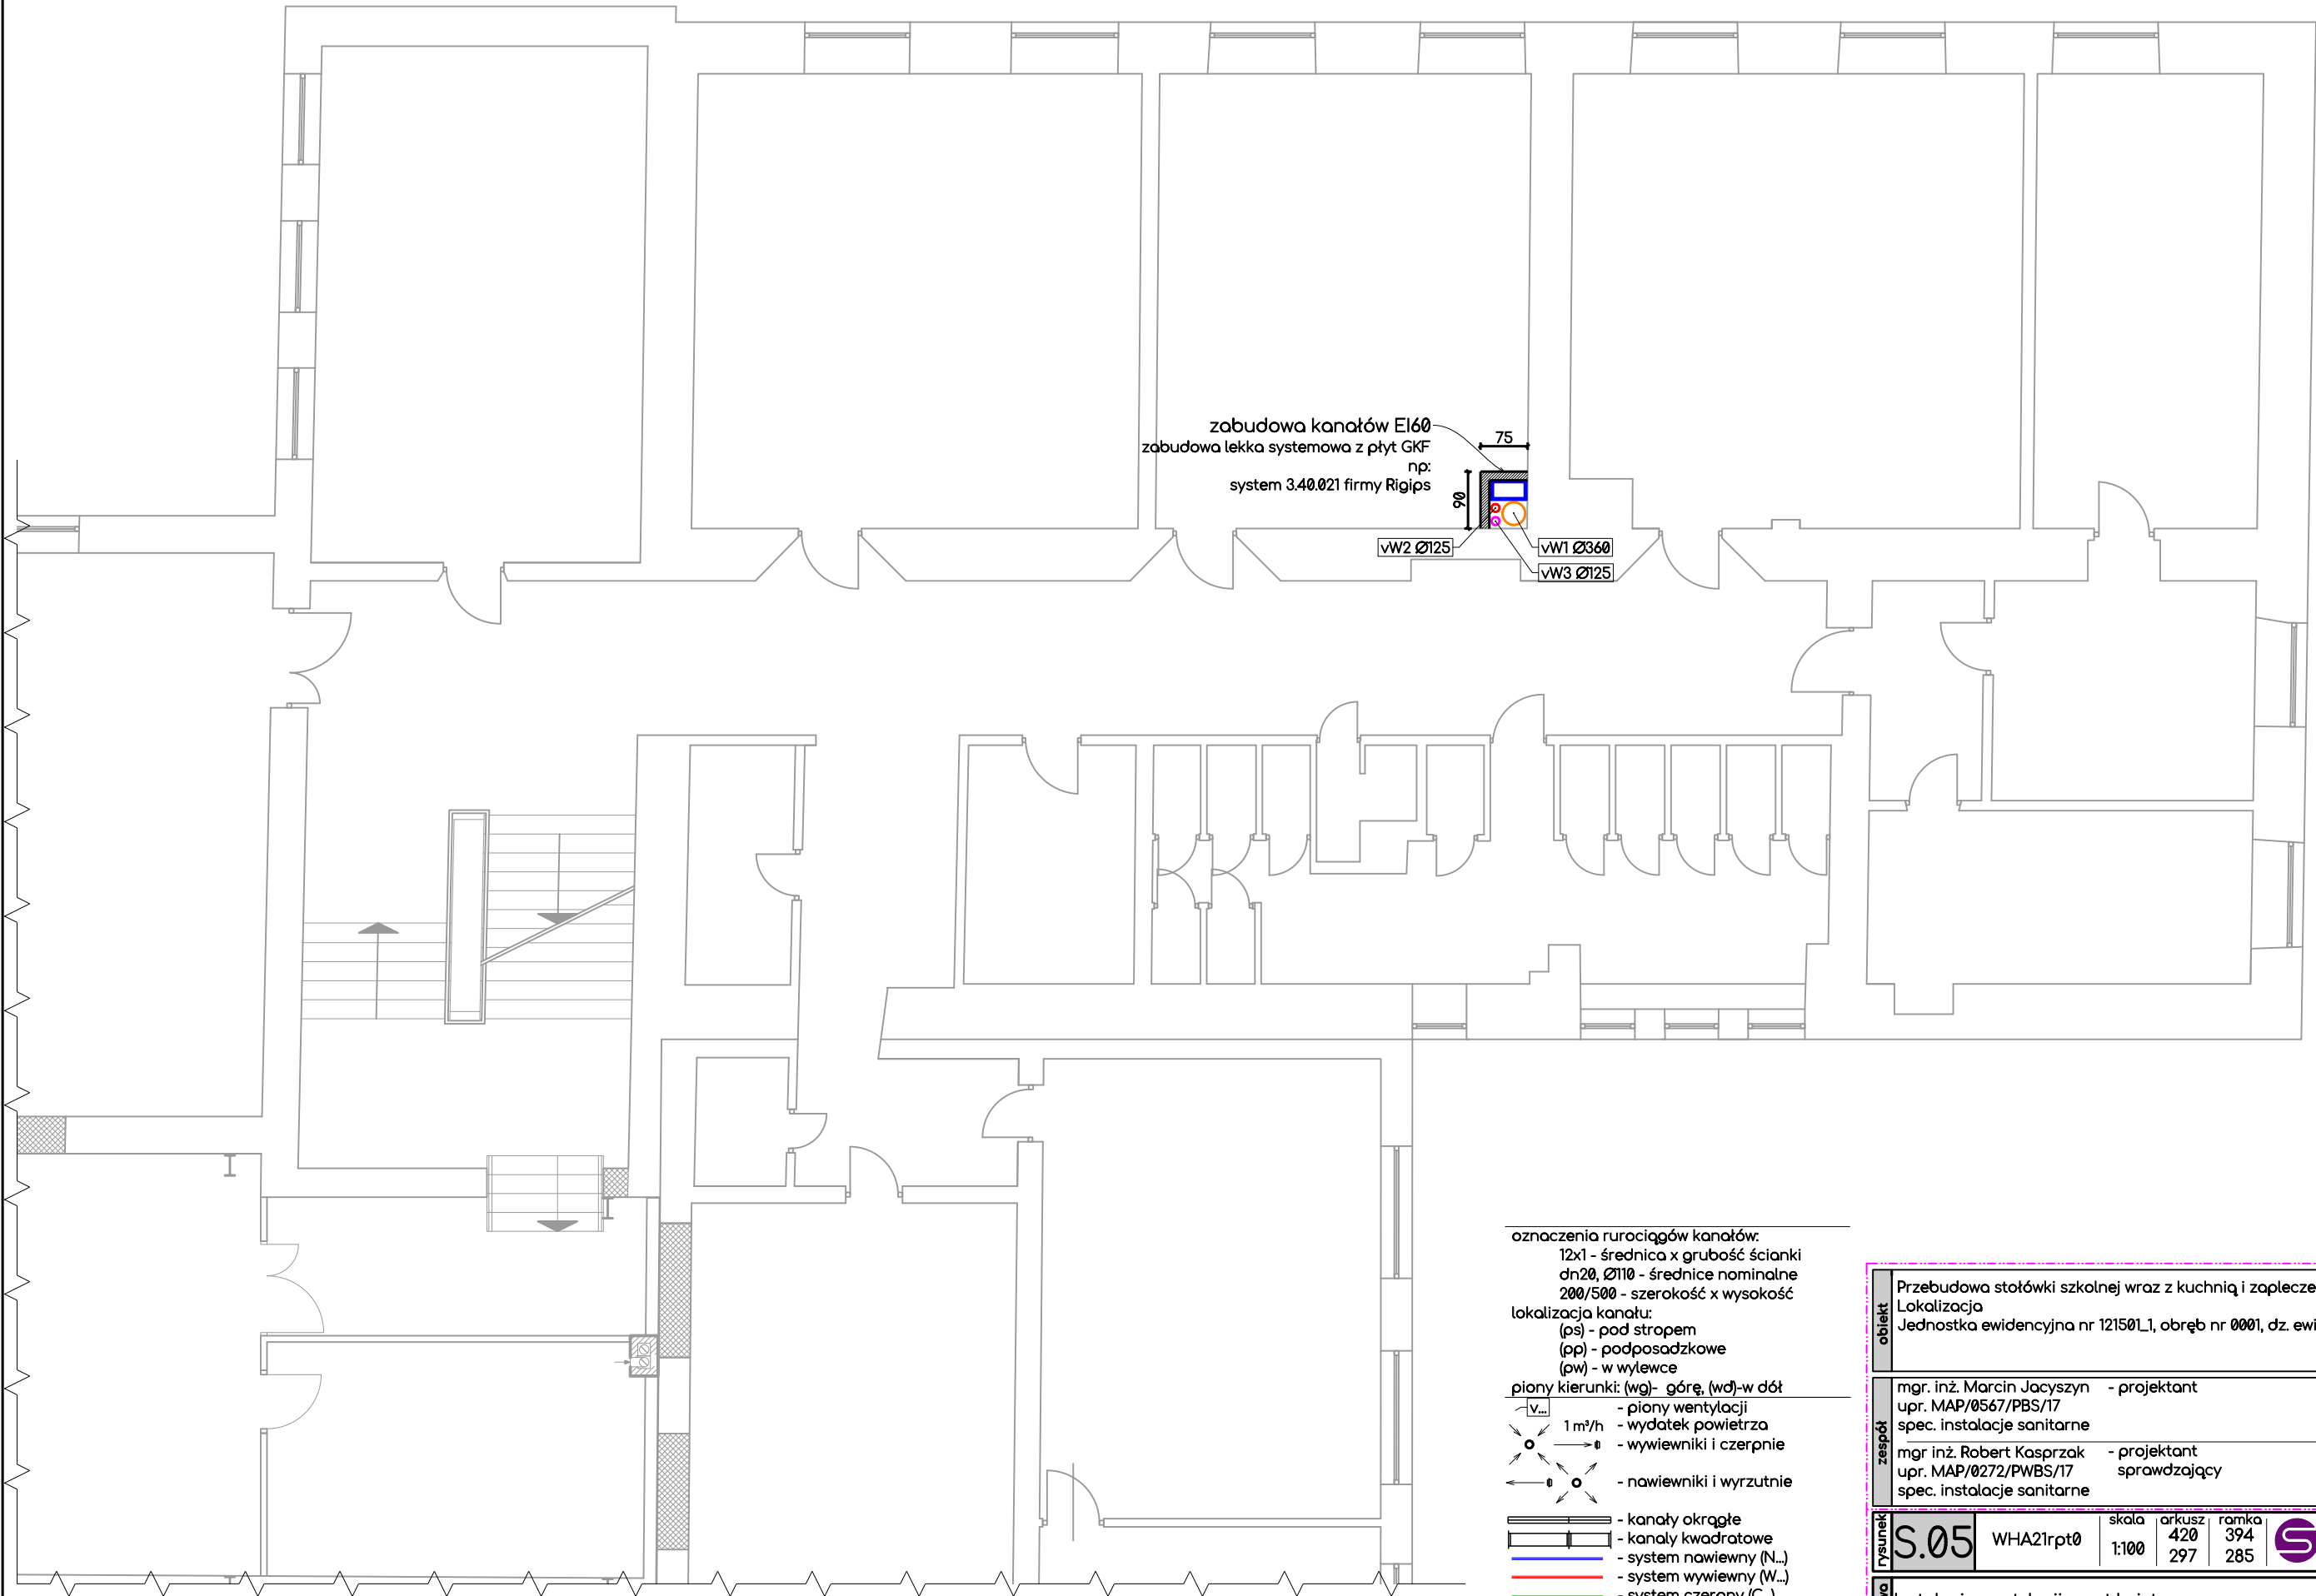 zabudowa kanałów EI60
zabudowa lekka systemowa z płyt GKF
np:
system 3.40.021 firmy Rigips
75
90
vW2 Ø125
vW1 Ø360
vW3 Ø125
oznaczenia rurociągów kanałów:
12x1 - średnica x grubość ścianki
dn20, Ø110 - średnice nominalne
200/500 - szerokość x wysokość
lokalizacja kanału:
(ps) - pod stropem
(pp) - podposadzkowe
(pw) - w wylewce
piony kierunki: (wg)- górę, (wd)-w dół
v... - piony wentylacji
1 m³/h - wydatek powietrza
- wywiewniki i czerpnie
- nawiewniki i wyrzutnie
- kanały okrągłe
- kanaly kwadratowe
- system nawiewny (N...)
- system wywiewny (W...)
- system czerpny (C...)
obiekt
Przebudowa stołówki szkolnej wraz z kuchnią i zaplecze
Lokalizacja
Jednostka ewidencyjna nr 121501_1, obręb nr 0001, dz. ewi
zespół
mgr. inż. Marcin Jacyszyn - projektant
upr. MAP/0567/PBS/17
spec. instalacje sanitarne
mgr inż. Robert Kasprzak - projektant
upr. MAP/0272/PWBS/17 sprawdzający
spec. instalacje sanitarne
rysunek
S.05
WHA21rpt0
skala arkusz ramka
1:100 420 394
297 285